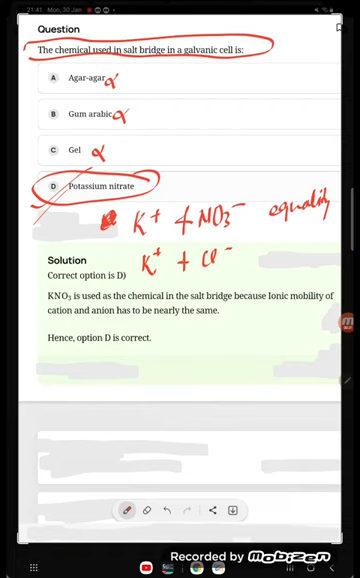 21:41 Mon, 30 Jan
Question
The chemical used in salt bridge in a galvanic cell is:
A Agar-agar
B Gum arabic
C Gel
D Potassium nitrate
K+ + NO3- equality
K+ + Cl-
Solution
Correct option is D)
KNO3 is used as the chemical in the salt bridge because Ionic mobility of
cation and anion has to be nearly the same.
Hence, option D is correct.
Recorded by Mobizen